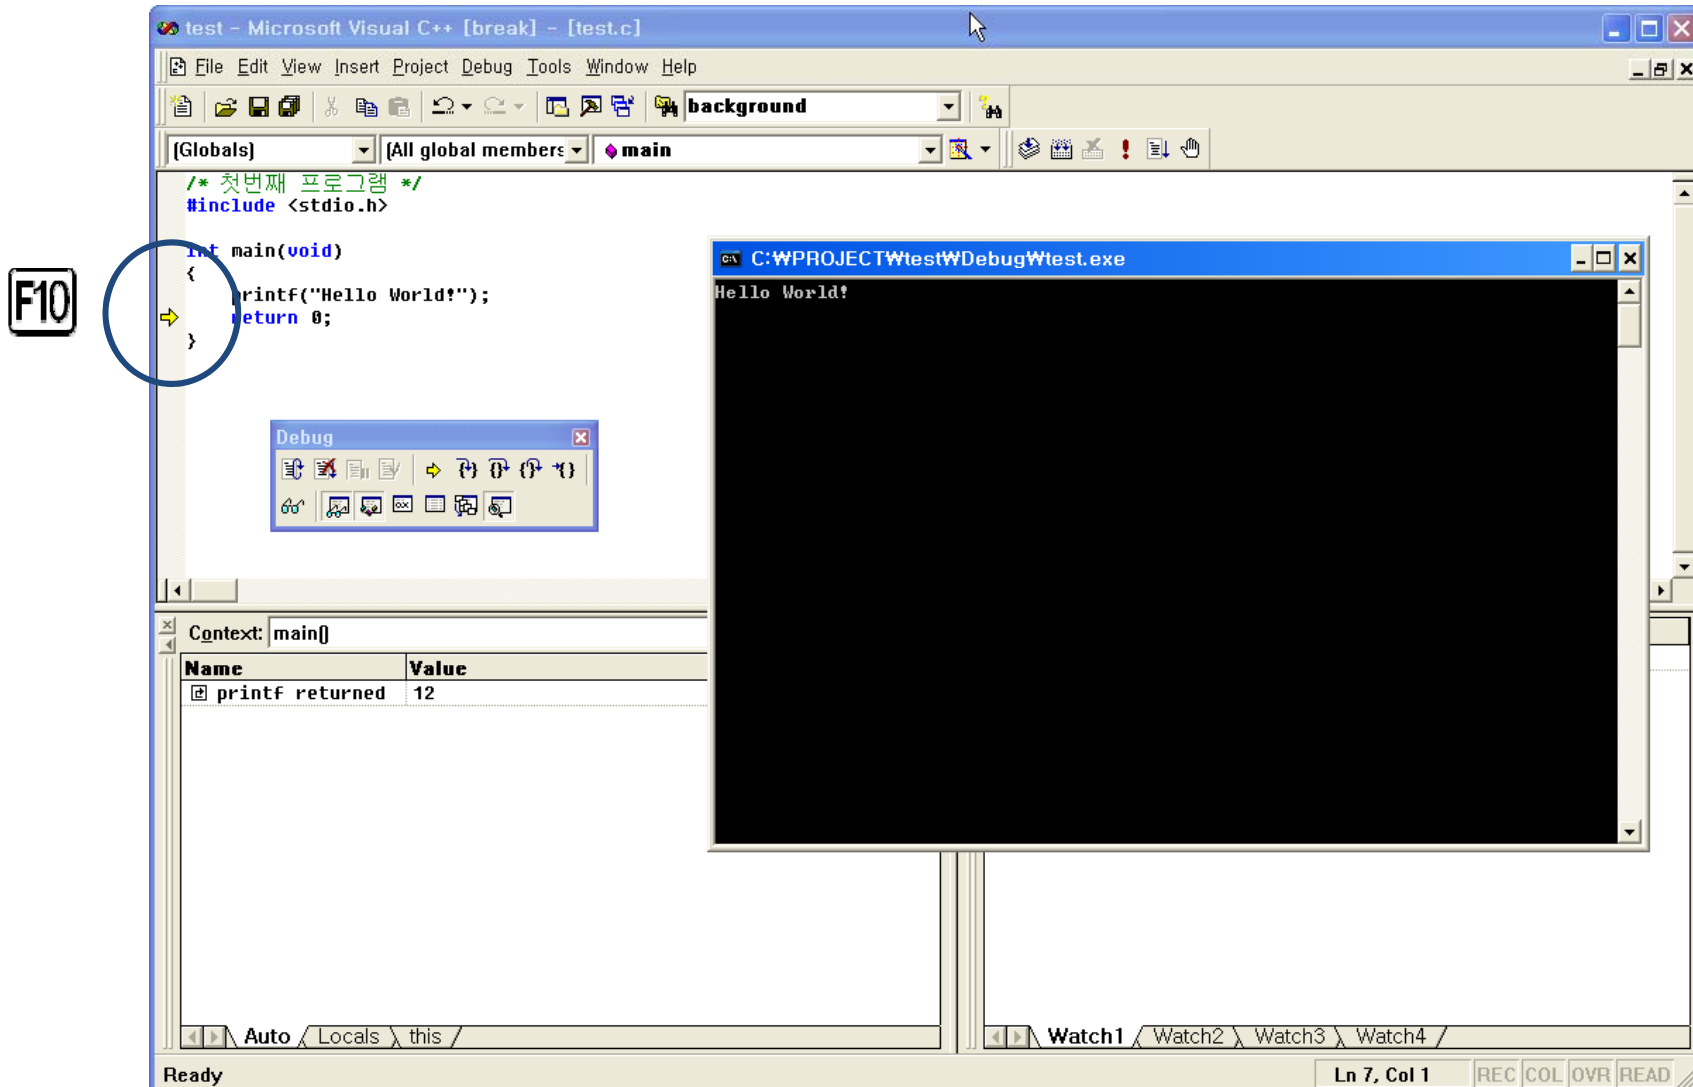 test - Microsoft Visual C++ [break] - [test.c]
File Edit View Insert Project Debug Tools Window Help
background
(Globals) (All global members main
/* 첫번째 프로그램 */
#include <stdio.h>
int main(void)
{
printf("Hello World!");
return 0;
}
F10
C:₩PROJECT₩test₩Debug₩test.exe
Hello World!
Debug
Context: main()
Name Value
printf returned 12
Auto Locals this
Watch1 Watch2 Watch3 Watch4
Ready Ln 7, Col 1 REC COL OVR READ